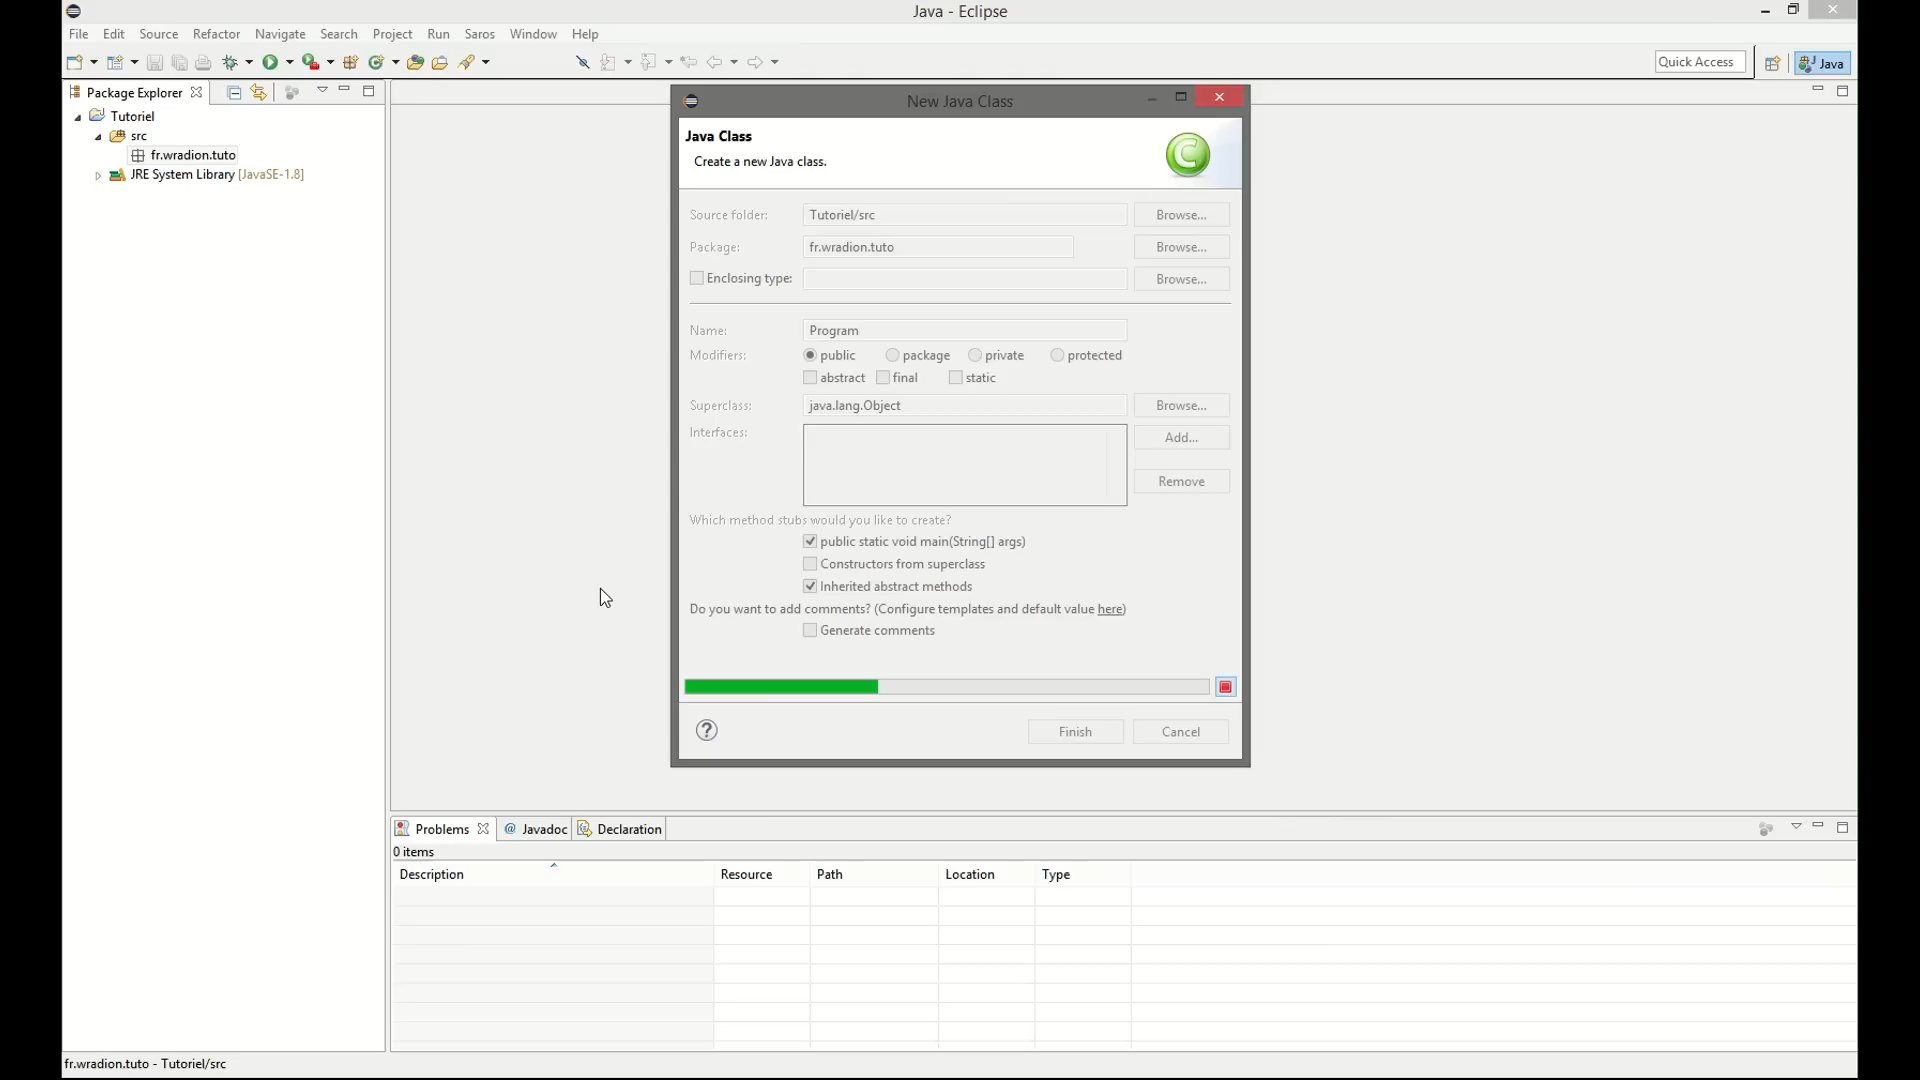 Java - Eclipse
File Edit Source Refactor Navigate Search Project Run Saros Window Help
Quick Access
Java
Package Explorer
Tutoriel
src
fr.wradion.tuto
JRE System Library [JavaSE-1.8]
New Java Class
Java Class
Create a new Java class.
C
Source folder: Tutoriel/src Browse...
Package: fr.wradion.tuto Browse...
Enclosing type: Browse...
Name: Program
Modifiers: public package private protected
abstract final static
Superclass: java.lang.Object Browse...
Interfaces: Add...
Remove
Which method stubs would you like to create?
public static void main(String[] args)
Constructors from superclass
Inherited abstract methods
Do you want to add comments? (Configure templates and default value here)
Generate comments
? Finish Cancel
Problems @ Javadoc Declaration
0 items
Description Resource Path Location Type
fr.wradion.tuto - Tutoriel/src